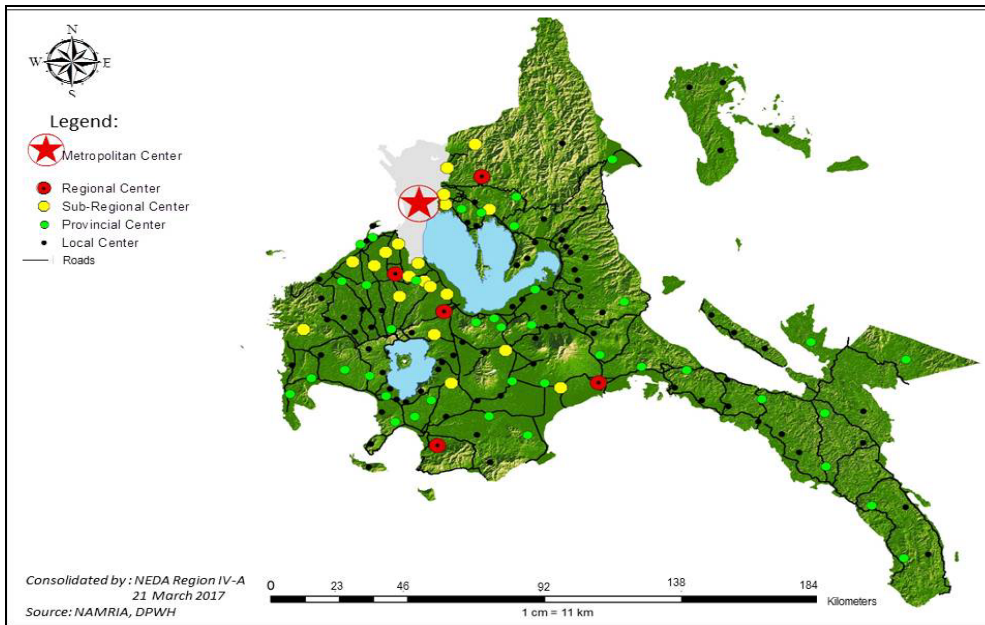 N
W E
S
Legend:
Metropolitan Center
Regional Center
Sub-Regional Center
Provincial Center
Local Center
Roads
Consolidated by : NEDA Region IV-A
21 March 2017
Source: NAMRIA, DPWH
0 23 46 92 138 184
Kilometers
1 cm = 11 km